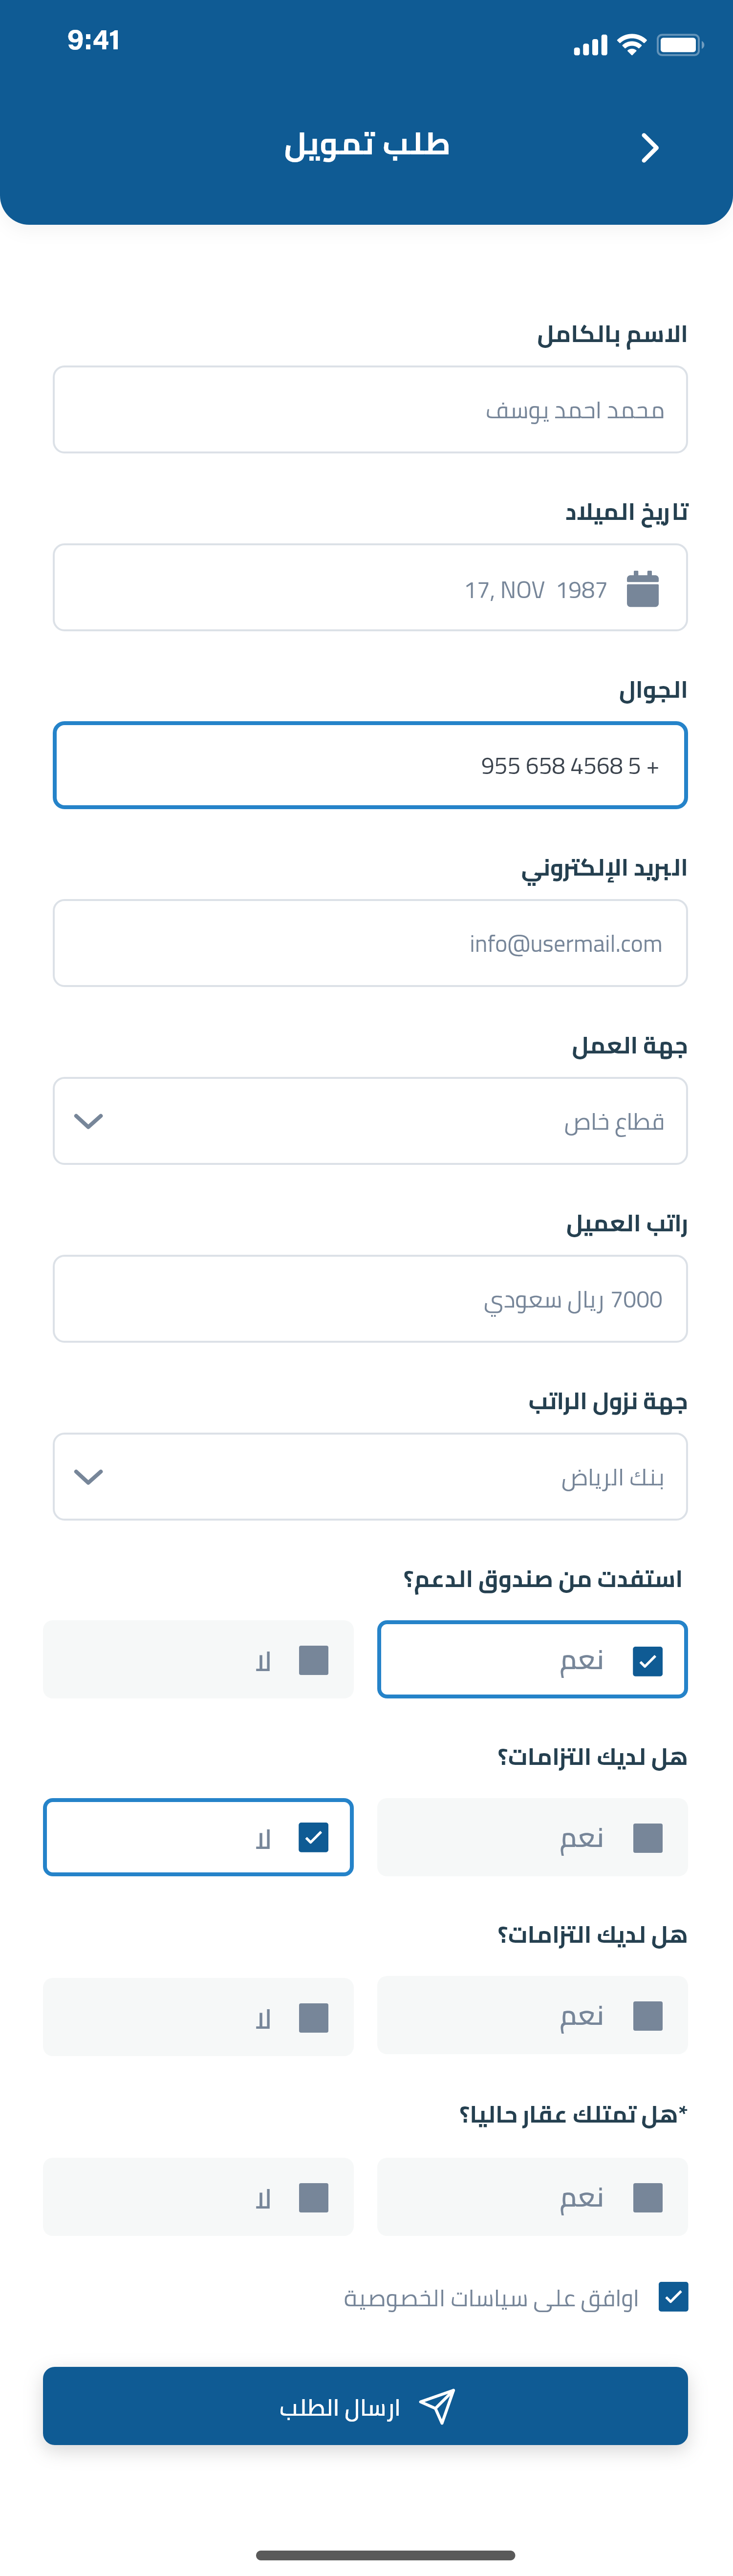 9:41
طلب تمويل
الاسم بالكامل
محمد احمد يوسف
تاريخ الميلاد
17, NOV 1987
الجوال
955 658 4568 5 +
البريد الإلكتروني
info@usermail.com
جهة العمل
قطاع خاص
راتب العميل
7000 ريال سعودي
جهة نزول الراتب
بنك الرياض
استفدت من صندوق الدعم؟
نعم
لا
هل لديك التزامات؟
نعم
لا
هل لديك التزامات؟
نعم
لا
*هل تمتلك عقار حاليا؟
نعم
لا
اوافق على سياسات الخصوصية
ارسال الطلب